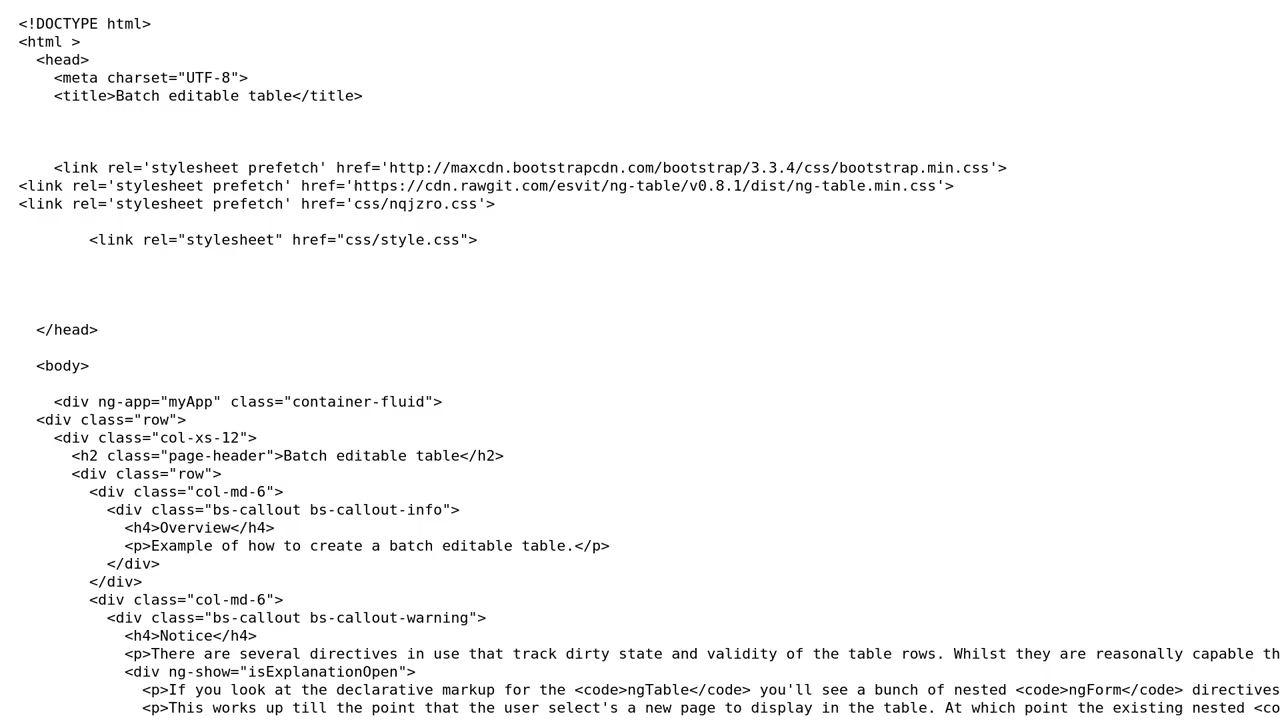 <!DOCTYPE html>
<html >
  <head>
    <meta charset="UTF-8">
    <title>Batch editable table</title>
    <link rel='stylesheet prefetch' href='http://maxcdn.bootstrapcdn.com/bootstrap/3.3.4/css/bootstrap.min.css'>
<link rel='stylesheet prefetch' href='https://cdn.rawgit.com/esvit/ng-table/v0.8.1/dist/ng-table.min.css'>
<link rel='stylesheet prefetch' href='css/nqjzro.css'>
        <link rel="stylesheet" href="css/style.css">
  </head>
  <body>
    <div ng-app="myApp" class="container-fluid">
  <div class="row">
    <div class="col-xs-12">
      <h2 class="page-header">Batch editable table</h2>
      <div class="row">
        <div class="col-md-6">
          <div class="bs-callout bs-callout-info">
            <h4>Overview</h4>
            <p>Example of how to create a batch editable table.</p>
          </div>
        </div>
        <div class="col-md-6">
          <div class="bs-callout bs-callout-warning">
            <h4>Notice</h4>
            <p>There are several directives in use that track dirty state and validity of the table rows. Whilst they are reasonably capable th
            <div ng-show="isExplanationOpen">
              <p>If you look at the declarative markup for the <code>ngTable</code> you'll see a bunch of nested <code>ngForm</code> directives
              <p>This works up till the point that the user select's a new page to display in the table. At which point the existing nested <co